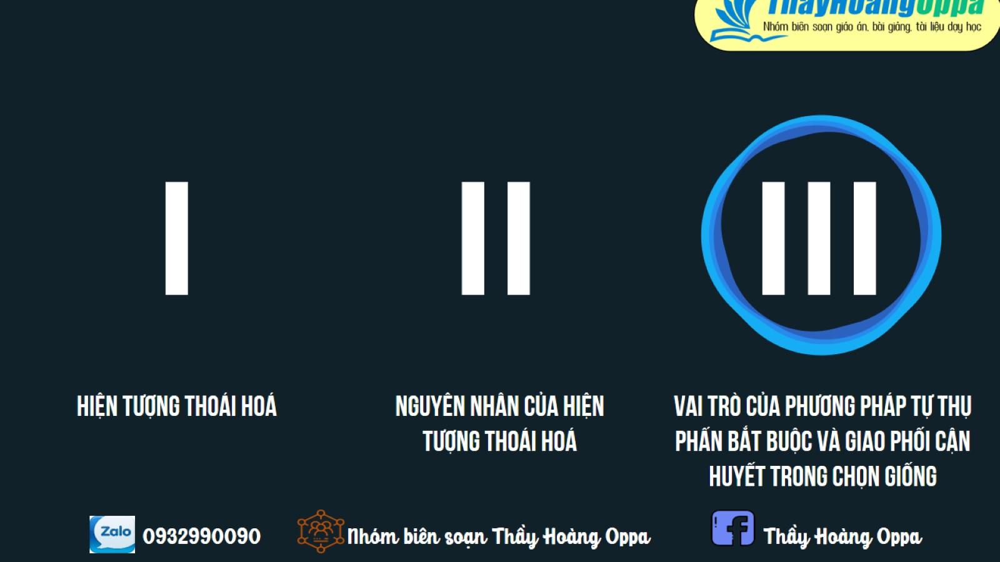 ThầyHoàngOppa
Nhóm biên soạn giáo án, bài giảng, tài liệu dạy học
I
II
III
HIỆN TƯỢNG THOÁI HOÁ
NGUYÊN NHÂN CỦA HIỆN
TƯỢNG THOÁI HOÁ
VAI TRÒ CỦA PHƯƠNG PHÁP TỰ THỤ
PHẤN BẮT BUỘC VÀ GIAO PHỐI CẬN
HUYẾT TRONG CHỌN GIỐNG
Zalo
0932990090
Nhóm biên soạn Thầy Hoàng Oppa
Thầy Hoàng Oppa